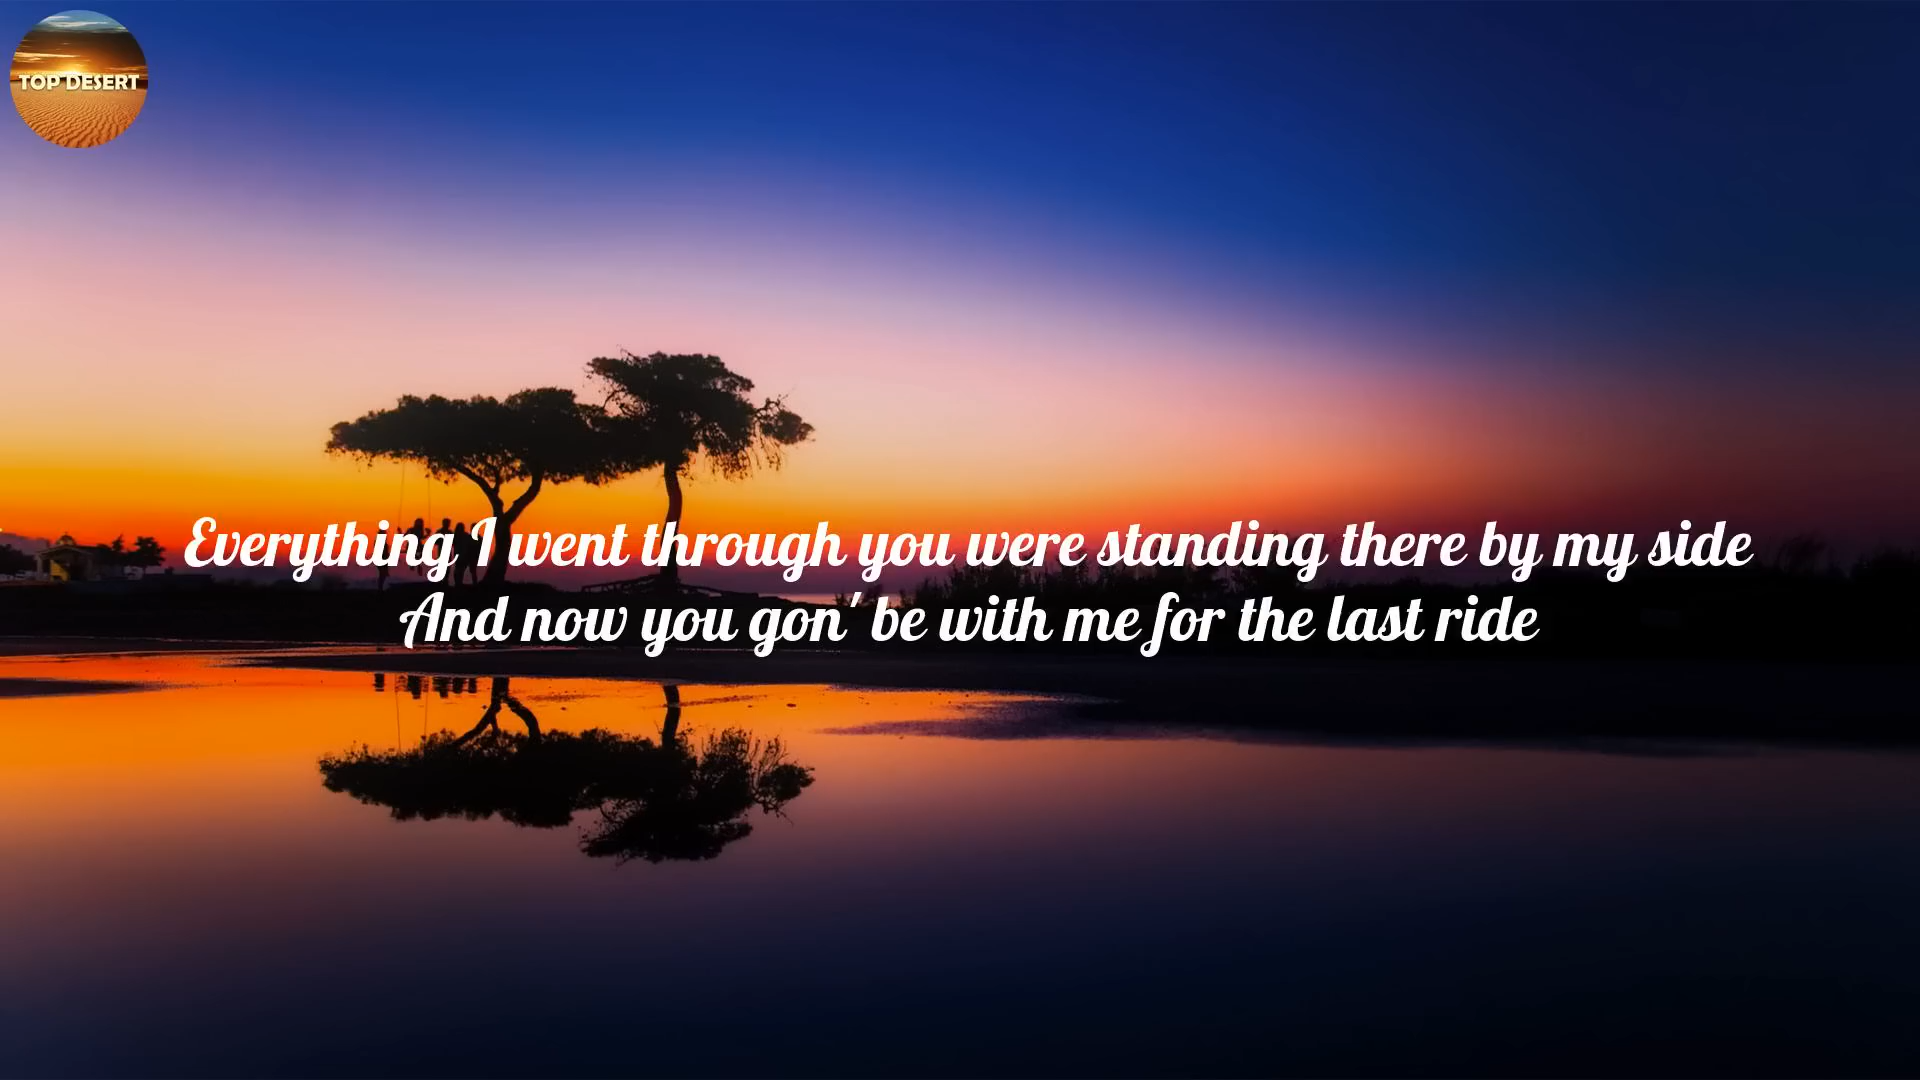 TOP DESERT
Everything I went through you were standing there by my side
And now you gon' be with me for the last ride